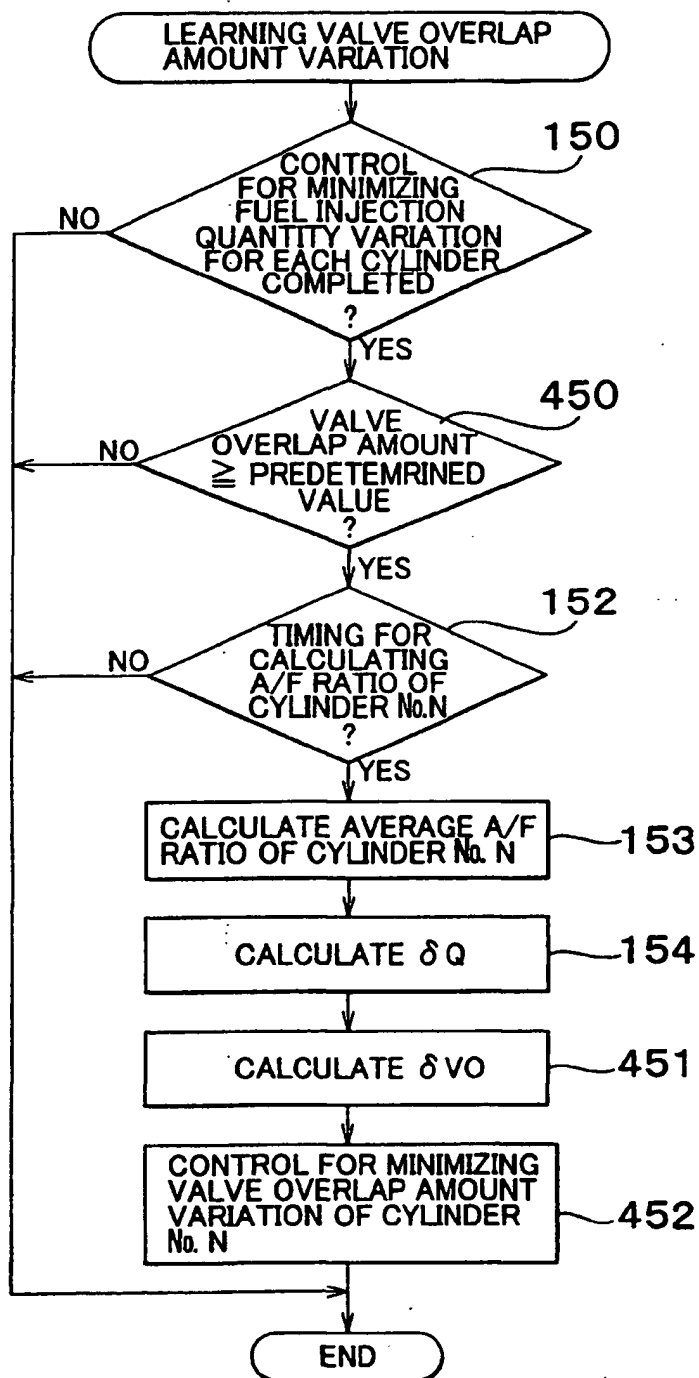 LEARNING VALVE OVERLAP
AMOUNT VARIATION
150
CONTROL
FOR MINIMIZING
FUEL INJECTION
QUANTITY VARIATION
FOR EACH CYLINDER
COMPLETED
?
NO
YES
450
VALVE
OVERLAP AMOUNT
≧ PREDETEMRINED
VALUE
?
NO
YES
152
TIMING FOR
CALCULATING
A/F RATIO OF
CYLINDER No.N
?
NO
YES
CALCULATE AVERAGE A/F
RATIO OF CYLINDER No. N
153
CALCULATE δQ
154
CALCULATE δVO
451
CONTROL FOR MINIMIZING
VALVE OVERLAP AMOUNT
VARIATION OF CYLINDER
No. N
452
END